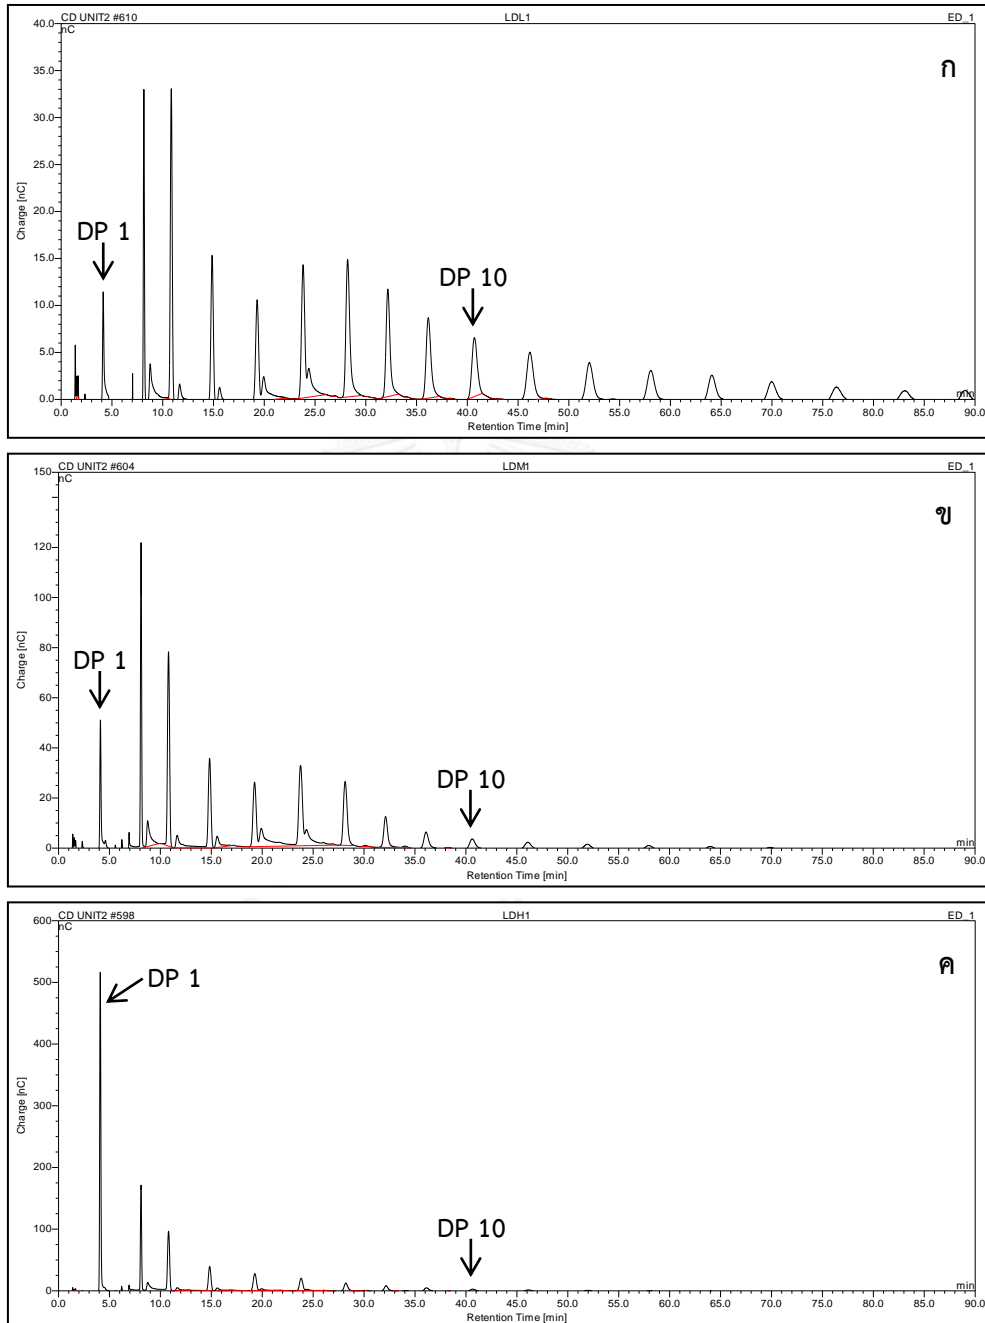 CD UNIT2 #610 LDL1 ED_1
40.0 nC
ก
35.0
30.0
25.0
Charge [nC]
20.0
DP 1
15.0
DP 10
10.0
5.0
0.0 min
0.0 5.0 10.0 15.0 20.0 25.0 30.0 35.0 40.0 45.0 50.0 55.0 60.0 65.0 70.0 75.0 80.0 85.0 90.0
Retention Time [min]
CD UNIT2 #604 LDM1 ED_1
150 nC
ข
120
100
80
Charge [nC]
DP 1
60
40
DP 10
20
0 min
0.0 5.0 10.0 15.0 20.0 25.0 30.0 35.0 40.0 45.0 50.0 55.0 60.0 65.0 70.0 75.0 80.0 85.0 90.0
Retention Time [min]
CD UNIT2 #598 LDH1 ED_1
600 nC
ค
DP 1
500
400
Charge [nC]
300
200
DP 10
100
0 min
0.0 5.0 10.0 15.0 20.0 25.0 30.0 35.0 40.0 45.0 50.0 55.0 60.0 65.0 70.0 75.0 80.0 85.0 90.0
Retention Time [min]